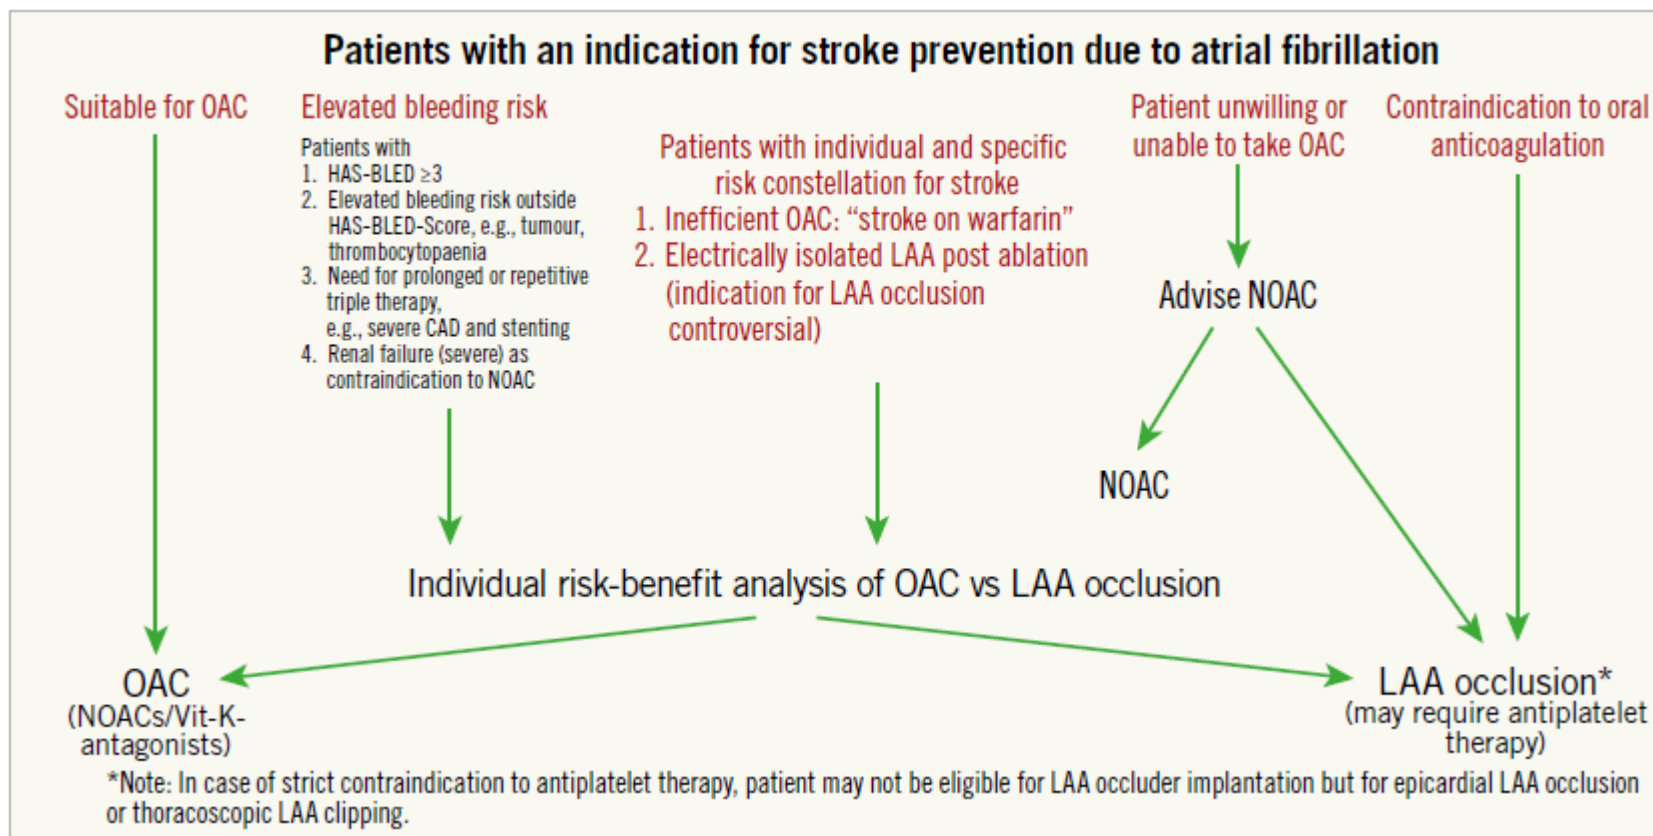 Patients with an indication for stroke prevention due to atrial fibrillation
Suitable for OAC
Elevated bleeding risk
Patients with
1. HAS-BLED ≥3
2. Elevated bleeding risk outside
HAS-BLED-Score, e.g., tumour,
thrombocytopaenia
3. Need for prolonged or repetitive
triple therapy,
e.g., severe CAD and stenting
4. Renal failure (severe) as
contraindication to NOAC
Patients with individual and specific
risk constellation for stroke
1. Inefficient OAC: “stroke on warfarin”
2. Electrically isolated LAA post ablation
(indication for LAA occlusion
controversial)
Patient unwilling or
unable to take OAC
Contraindication to oral
anticoagulation
Advise NOAC
NOAC
Individual risk-benefit analysis of OAC vs LAA occlusion
OAC
(NOACs/Vit-K-
antagonists)
LAA occlusion*
(may require antiplatelet
therapy)
*Note: In case of strict contraindication to antiplatelet therapy, patient may not be eligible for LAA occluder implantation but for epicardial LAA occlusion
or thoracoscopic LAA clipping.